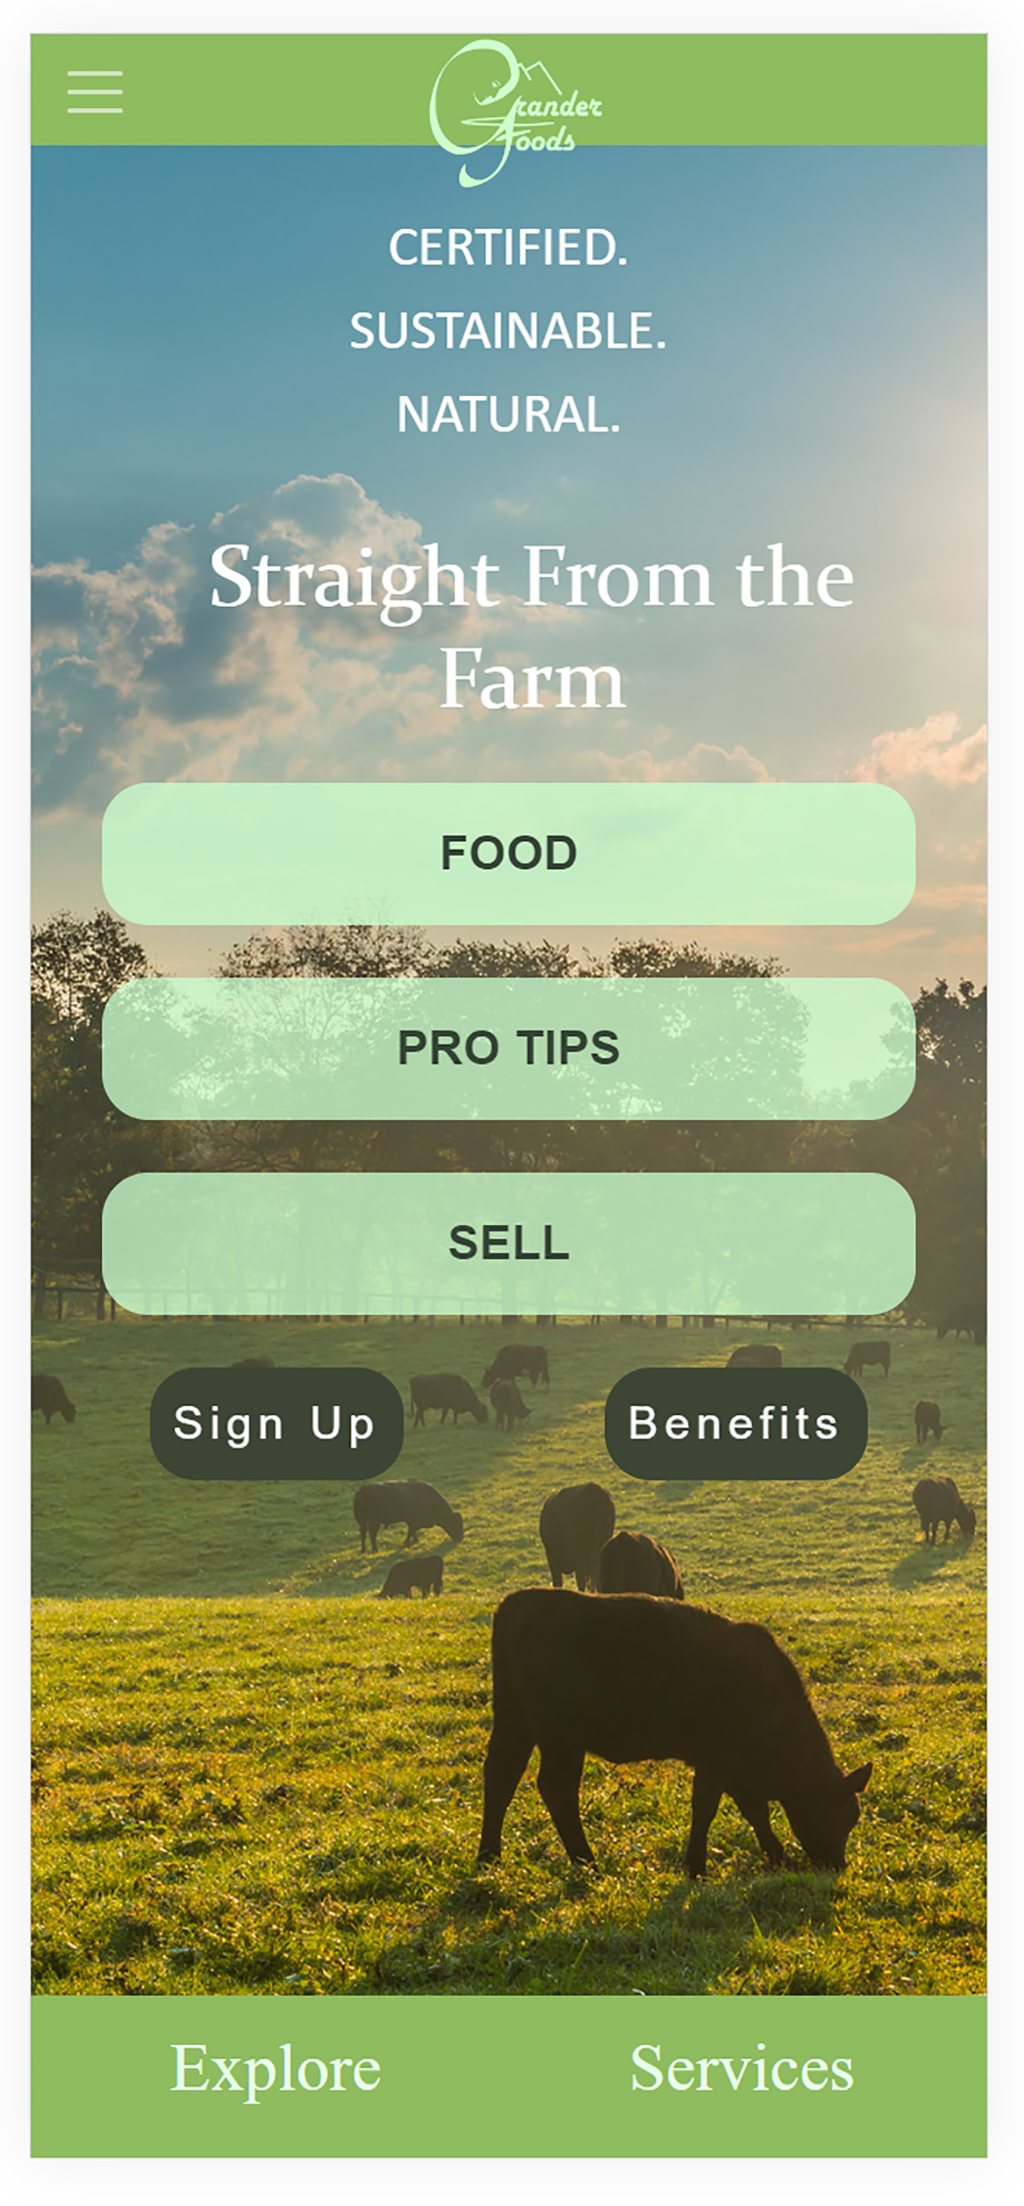 Grander
Foods
CERTIFIED.
SUSTAINABLE.
NATURAL.
Straight From the
Farm
FOOD
PRO TIPS
SELL
Sign Up
Benefits
Explore
Services